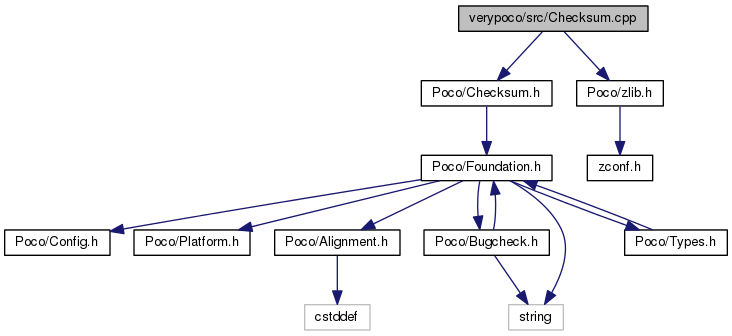 verypoco/src/Checksum.cpp
Poco/Checksum.h
Poco/zlib.h
Poco/Foundation.h
zconf.h
Poco/Config.h
Poco/Platform.h
Poco/Alignment.h
Poco/Bugcheck.h
Poco/Types.h
cstddef
string